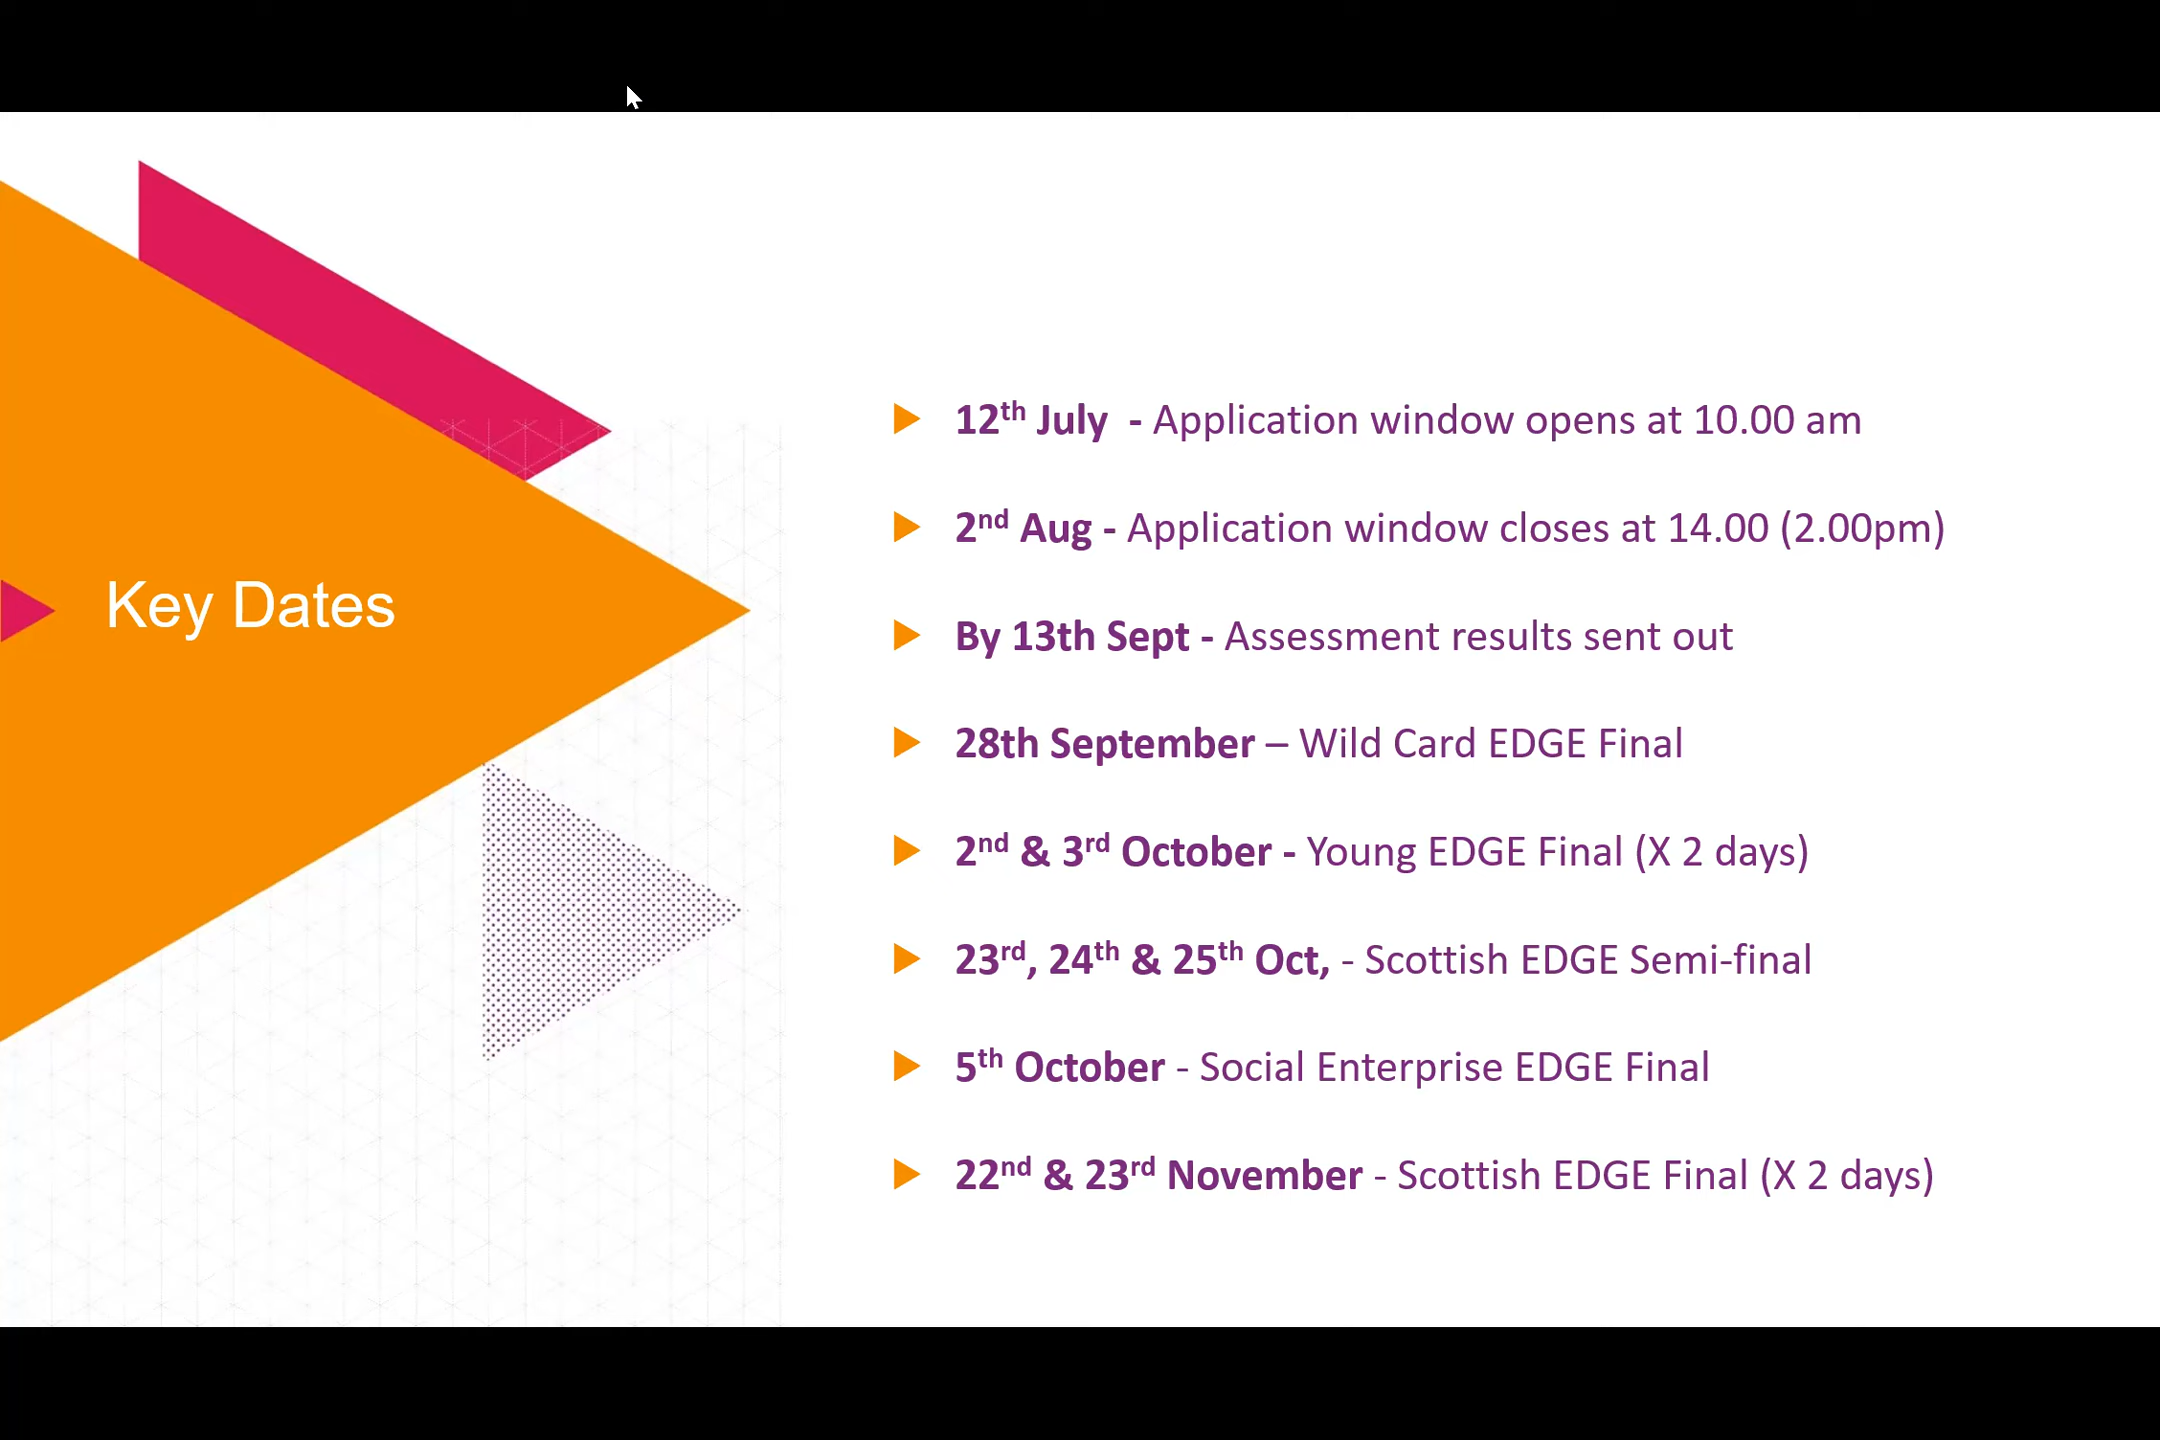 Key Dates
12th July - Application window opens at 10.00 am
2nd Aug - Application window closes at 14.00 (2.00pm)
By 13th Sept - Assessment results sent out
28th September – Wild Card EDGE Final
2nd & 3rd October - Young EDGE Final (X 2 days)
23rd, 24th & 25th Oct, - Scottish EDGE Semi-final
5th October - Social Enterprise EDGE Final
22nd & 23rd November - Scottish EDGE Final (X 2 days)